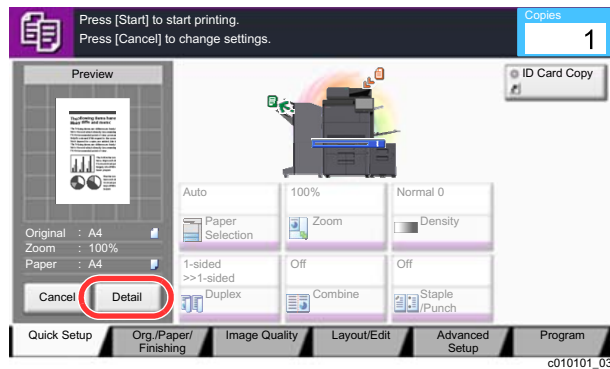 Press [Start] to start printing.
Press [Cancel] to change settings.
Copies
1
Preview
ID Card Copy
Original : A4
Zoom : 100%
Paper : A4
Cancel
Detail
Auto
Paper
Selection
100%
Zoom
Normal 0
Density
1-sided
>>1-sided
Duplex
Off
Combine
Off
Staple
/Punch
Quick Setup
Org./Paper/
Finishing
Image Quality
Layout/Edit
Advanced
Setup
Program
c010101_03